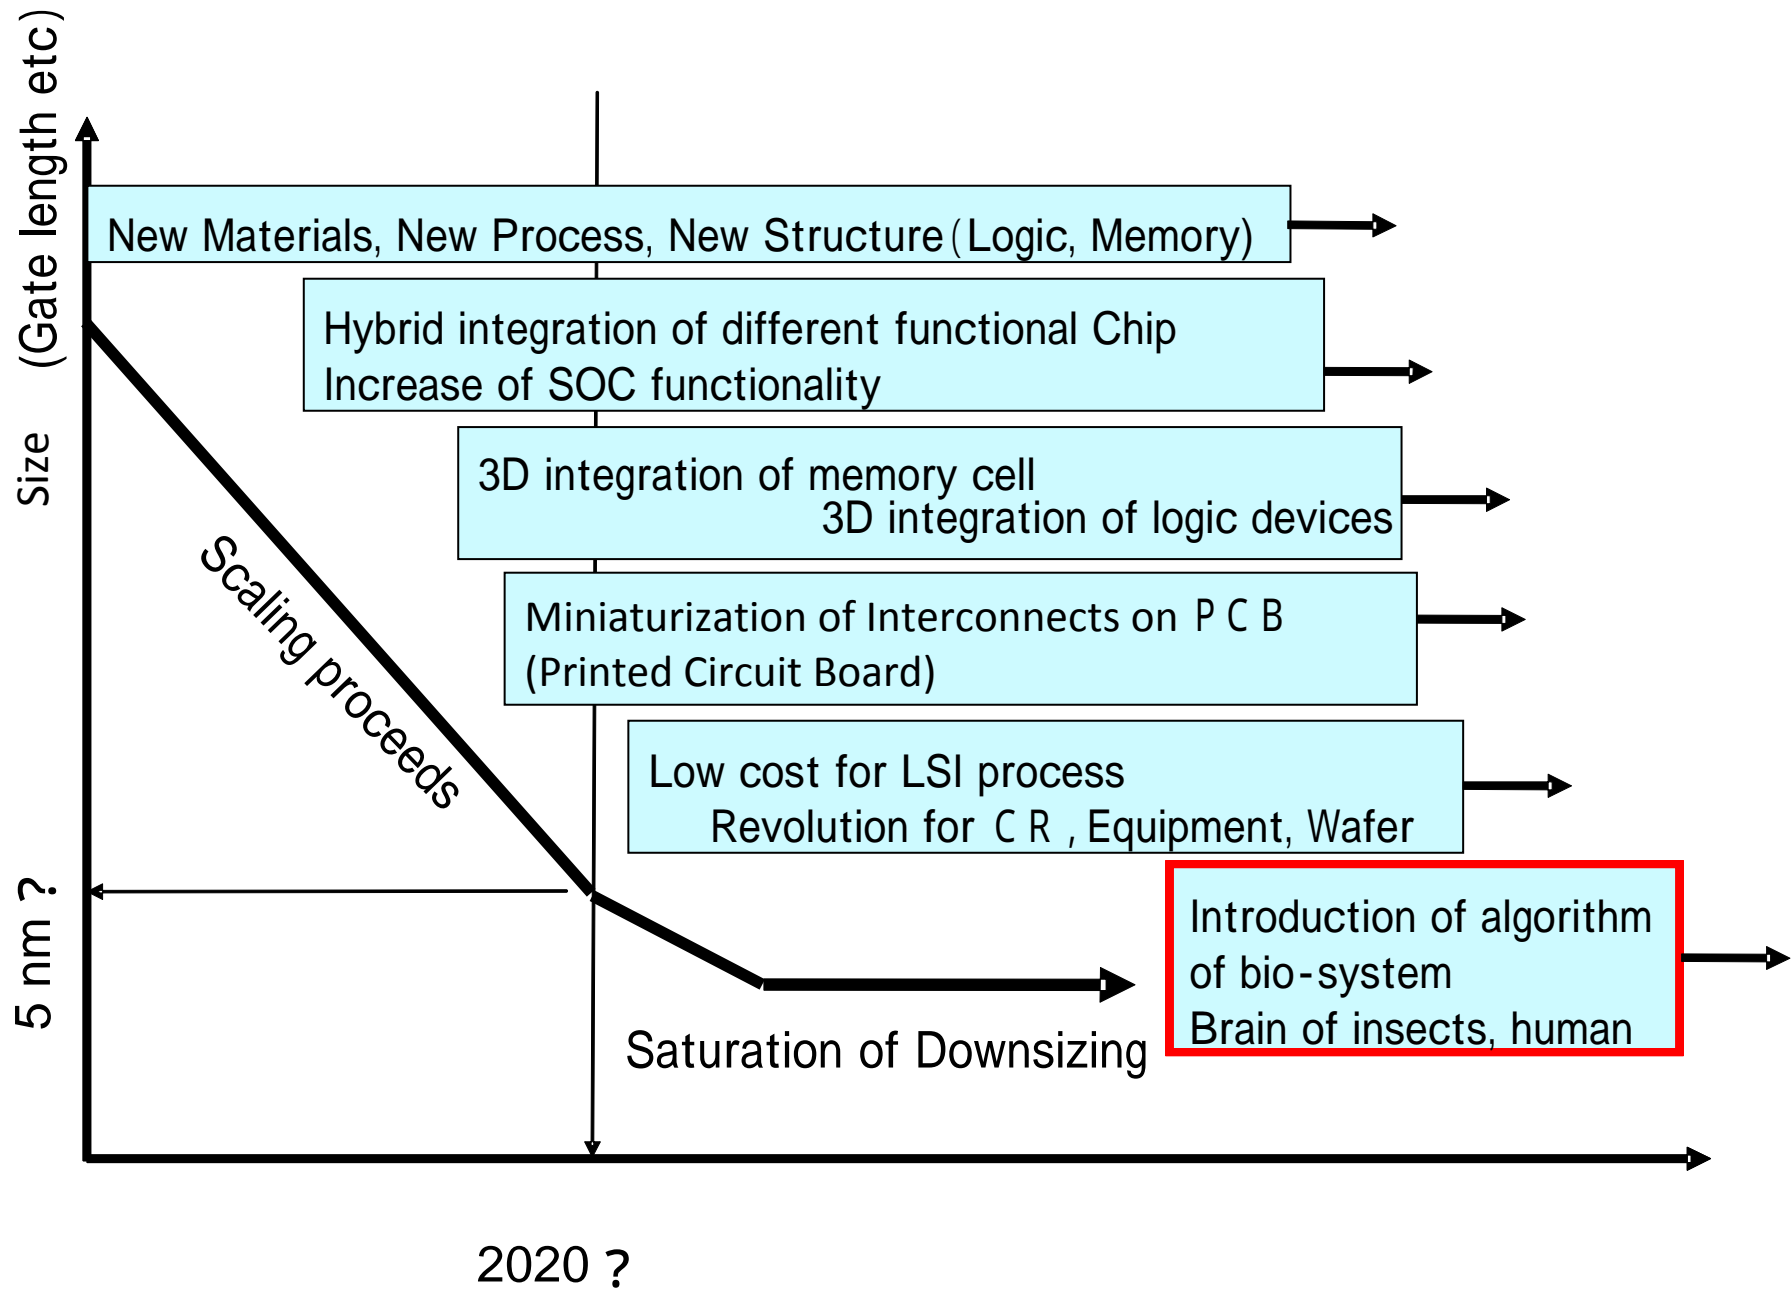 Size (Gate length etc)
New Materials, New Process, New Structure(Logic, Memory)
Hybrid integration of different functional Chip
Increase of SOC functionality
3D integration of memory cell
3D integration of logic devices
Scaling proceeds
Miniaturization of Interconnects on P C B
(Printed Circuit Board)
Low cost for LSI process
Revolution for C R , Equipment, Wafer
5 nm ?
Introduction of algorithm
of bio-system
Brain of insects, human
Saturation of Downsizing
2020 ?